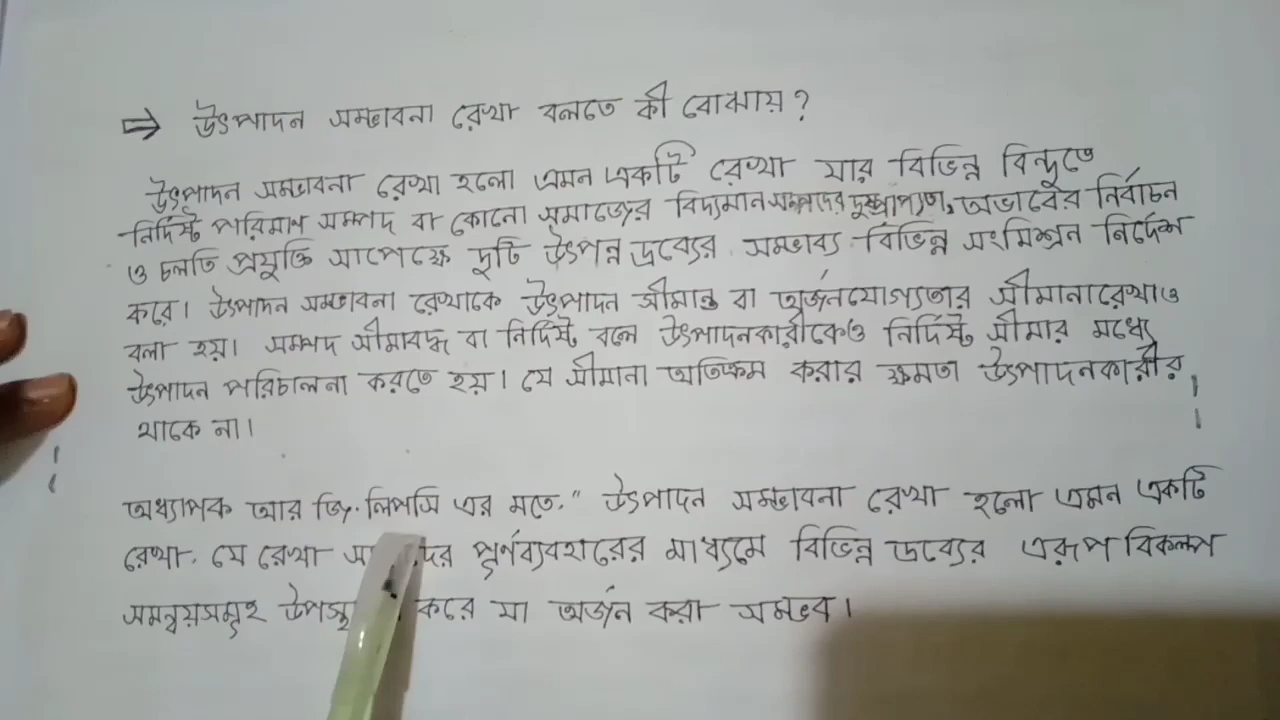 ⇒ উৎপাদন সম্ভাবনা রেখা বলতে কী বোঝায়?
উৎপাদন সম্ভাবনা রেখা হলো এমন একটি রেখা যার বিভিন্ন বিন্দুতে
নির্দিষ্ট পরিমাণ সম্পদ বা কোনো সমাজের বিদ্যমান সম্পদের দুষ্প্রাপ্যতা, অভাবের নির্বাচন
ও চলতি প্রযুক্তি সাপেক্ষে দুটি উৎপন্ন দ্রব্যের সম্ভাব্য বিভিন্ন সংমিশ্রন নির্দেশ
করে। উৎপাদন সম্ভাবনা রেখাকে উৎপাদন সীমান্ত বা অর্জনযোগ্যতার সীমানারেখাও
বলা হয়। সম্পদ সীমাবদ্ধ বা নির্দিষ্ট বলে উৎপাদনকারীকেও নির্দিষ্ট সীমার মধ্যে
উৎপাদন পরিচালনা করতে হয়। যে সীমানা অতিক্রম করার ক্ষমতা উৎপাদনকারীর
থাকে না।
অধ্যাপক আর জি. লিপসি এর মতে, " উৎপাদন সম্ভাবনা রেখা হলো এমন একটি
রেখা, যে রেখা পূর্ণব্যবহারের মাধ্যমে বিভিন্ন দ্রব্যের এরূপ বিকল্প
সমন্বয়সমূহ করে যা অর্জন করা সম্ভব।